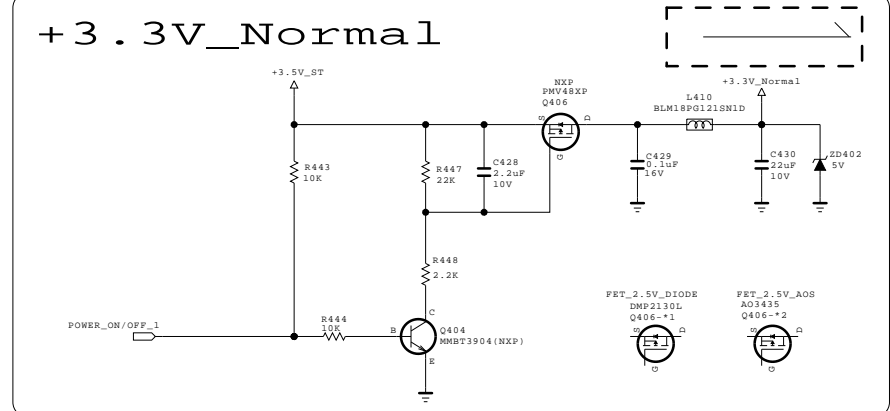 +3.3V_Normal
+3.5V_ST
NXP
PMV48XP
Q406
+3.3V_Normal
L410
BLM18PG121SN1D
S
D
G
R443
10K
R447
22K
C428
2.2uF
10V
C429
0.1uF
16V
C430
22uF
10V
ZD402
5V
R448
2.2K
POWER_ON/OFF_1
R444
10K
B
C
E
Q404
MMBT3904(NXP)
FET_2.5V_DIODE
DMP2130L
Q406-*1
S
D
G
FET_2.5V_AOS
AO3435
Q406-*2
S
D
G